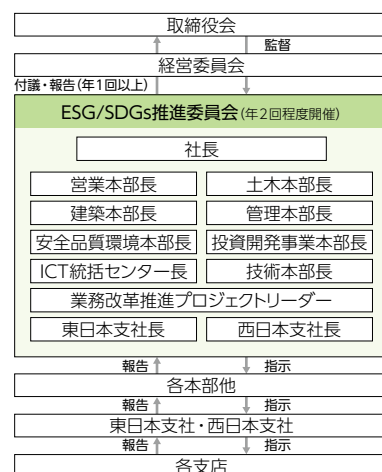 取締役会
監督
経営委員会
付議・報告(年1回以上)
ESG/SDGs推進委員会(年2回程度開催)
社長
営業本部長 土木本部長
建築本部長 管理本部長
安全品質環境本部長 投資開発事業本部長
ICT統括センター長 技術本部長
業務改革推進プロジェクトリーダー
東日本支社長 西日本支社長
報告 指示
各本部他
報告 指示
東日本支社・西日本支社
報告 指示
各支店